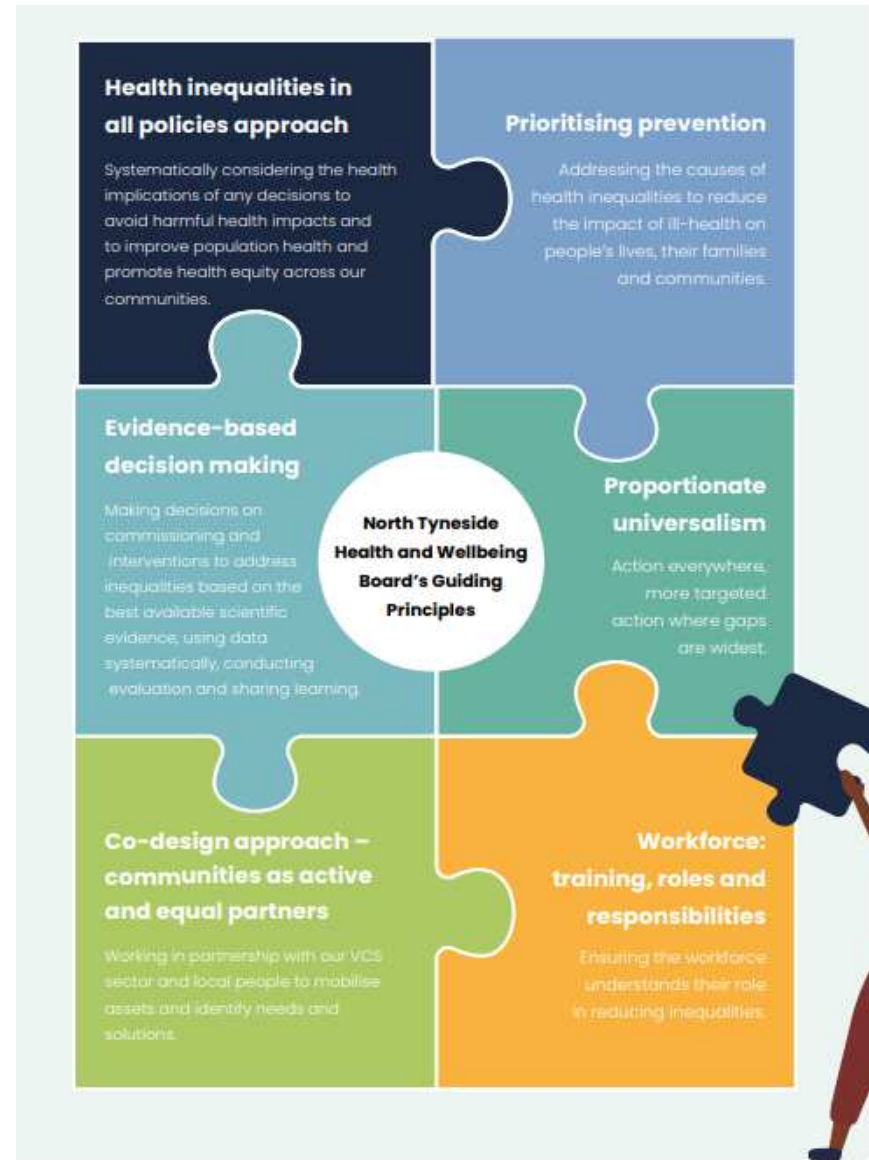 Health inequalities in
all policies approach
Systematically considering the health
implications of any decisions to
avoid harmful health impacts and
to improve population health and
promote health equity across our
communities.
Prioritising prevention
Addressing the causes of
health inequalities to reduce
the impact of ill-health on
people's lives, their families
and communities.
Evidence-based
decision making
Making decisions on
commissioning and
interventions to address
inequalities based on the
best available scientific
evidence, using data
systematically, conducting
evaluation and sharing learning.
North Tyneside
Health and Wellbeing
Board's Guiding
Principles
Proportionate
universalism
Action everywhere,
more targeted
action where gaps
are widest.
Co-design approach –
communities as active
and equal partners
Working in partnership with our VCS
sector and local people to mobilise
assets and identify needs and
solutions.
Workforce:
training, roles and
responsibilities
Ensuring the workforce
understands their role
in reducing inequalities.